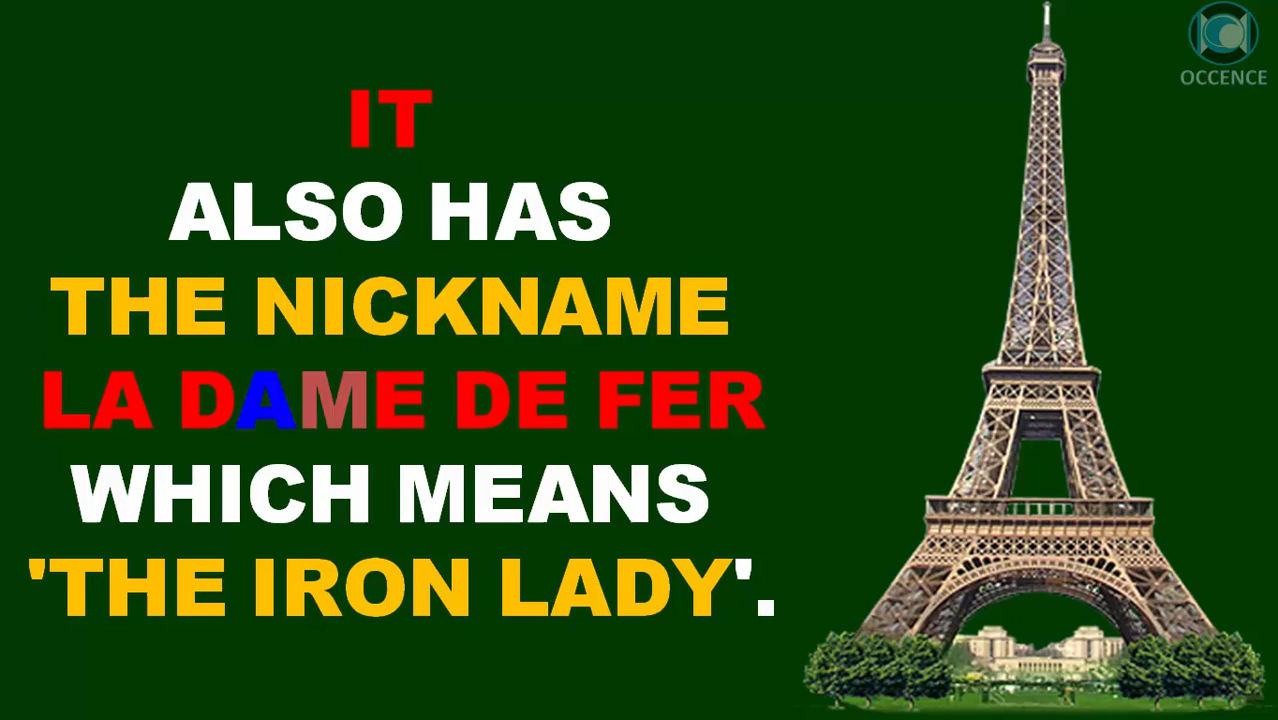 OCCENCE
IT
ALSO HAS
THE NICKNAME
LA DAME DE FER
WHICH MEANS
'THE IRON LADY'.